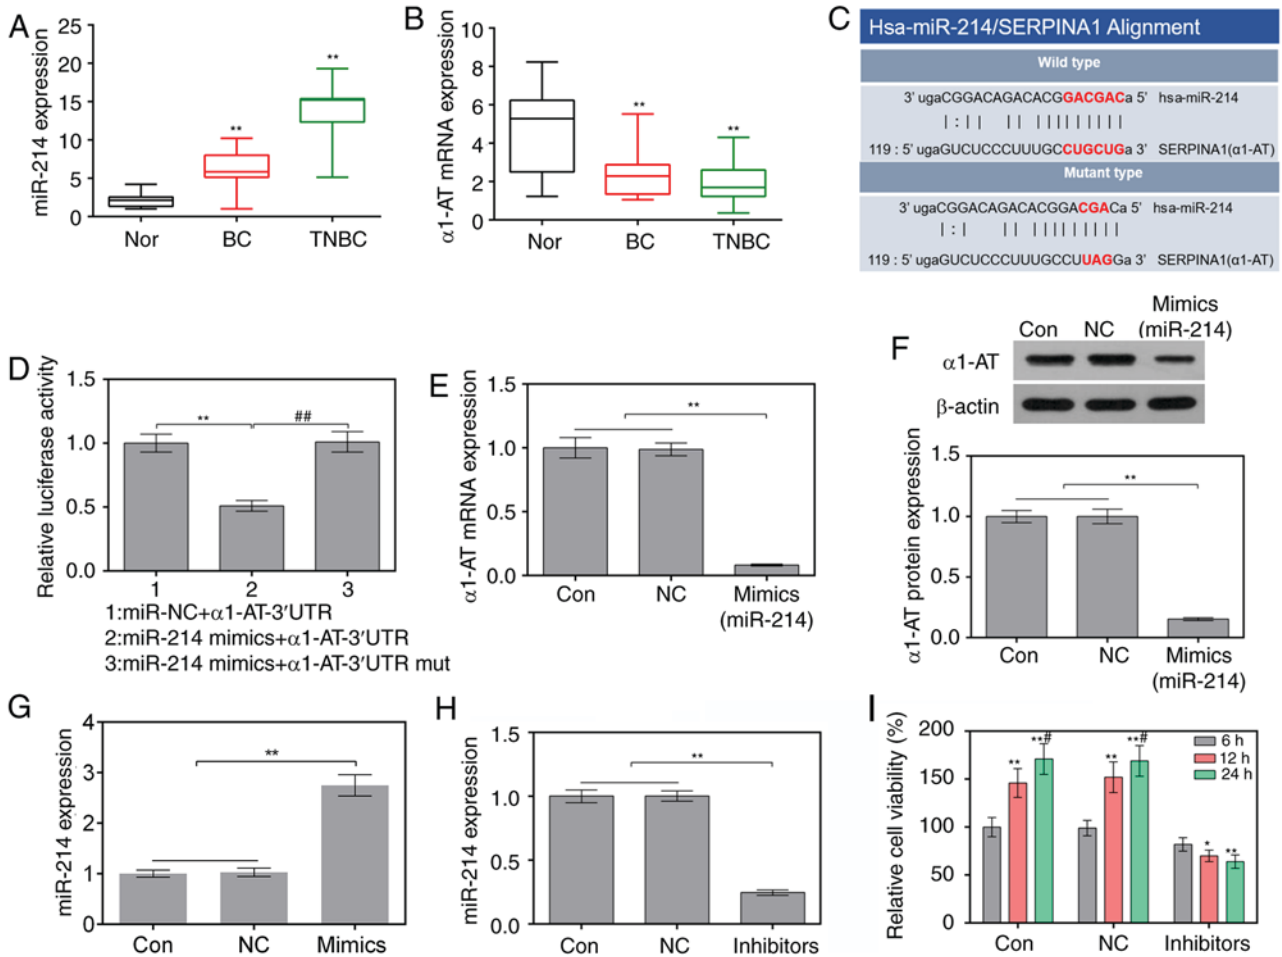 A
miR-214 expression
25
20
15
10
5
0
**
**
Nor
BC
TNBC
B
α1-AT mRNA expression
10
8
6
4
2
0
**
**
Nor
BC
TNBC
C
Hsa-miR-214/SERPINA1 Alignment
Wild type
3' ugaCGGACAGACACGGACGACa 5' hsa-miR-214
|:|| || |||||||||
119 : 5' ugaGUCUCCCUUUGCCUGCUGa 3' SERPINA1(α1-AT)
Mutant type
3' ugaCGGACAGACACGGACGACa 5' hsa-miR-214
|:| || |||||||||
119 : 5' ugaGUCUCCCUUUGCCUUAGGa 3' SERPINA1(α1-AT)
D
Relative luciferase activity
1.5
1.0
0.5
0.0
**
##
1
2
3
1:miR-NC+α1-AT-3′UTR
2:miR-214 mimics+α1-AT-3′UTR
3:miR-214 mimics+α1-AT-3′UTR mut
E
α1-AT mRNA expression
1.5
1.0
0.5
0.0
**
Con
NC
Mimics
(miR-214)
F
Con
NC
Mimics
(miR-214)
α1-AT
β-actin
α1-AT protein expression
1.5
1.0
0.5
0.0
**
Con
NC
Mimics
(miR-214)
G
miR-214 expression
4
3
2
1
0
**
Con
NC
Mimics
H
miR-214 expression
1.5
1.0
0.5
0.0
**
Con
NC
Inhibitors
I
Relative cell viability (%)
200
150
100
50
0
**
**#
**
**#
*
**
6 h
12 h
24 h
Con
NC
Inhibitors